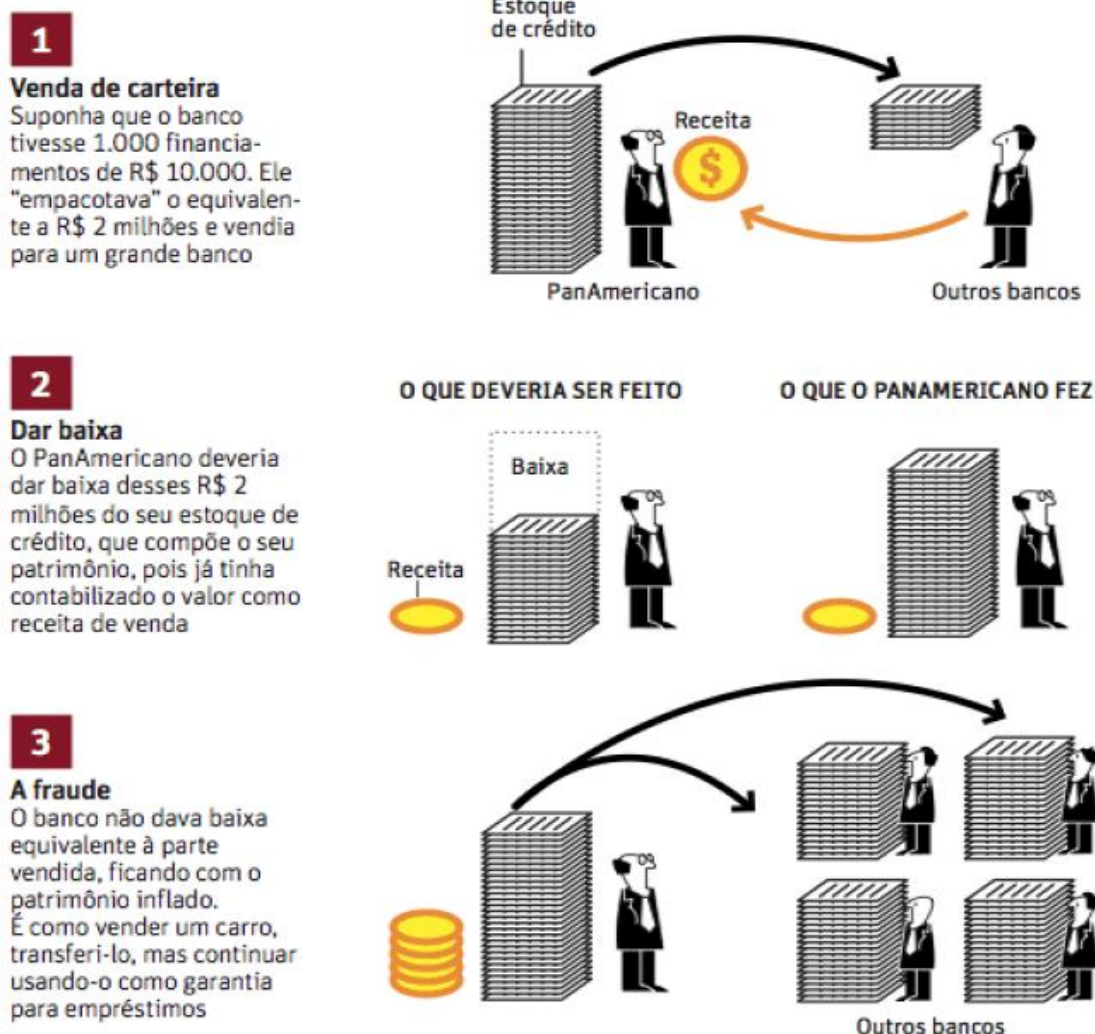 1
Venda de carteira
Suponha que o banco
tivesse 1.000 financia-
mentos de R$ 10.000. Ele
“empacotava” o equivalen-
te a R$ 2 milhões e vendia
para um grande banco
Estoque
de crédito
Receita
$
PanAmericano
Outros bancos
2
Dar baixa
O PanAmericano deveria
dar baixa desses R$ 2
milhões do seu estoque de
crédito, que compõe o seu
patrimônio, pois já tinha
contabilizado o valor como
receita de venda
O QUE DEVERIA SER FEITO
Baixa
Receita
O QUE O PANAMERICANO FEZ
3
A fraude
O banco não dava baixa
equivalente à parte
vendida, ficando com o
patrimônio inflado.
É como vender um carro,
transferi-lo, mas continuar
usando-o como garantia
para empréstimos
Outros bancos